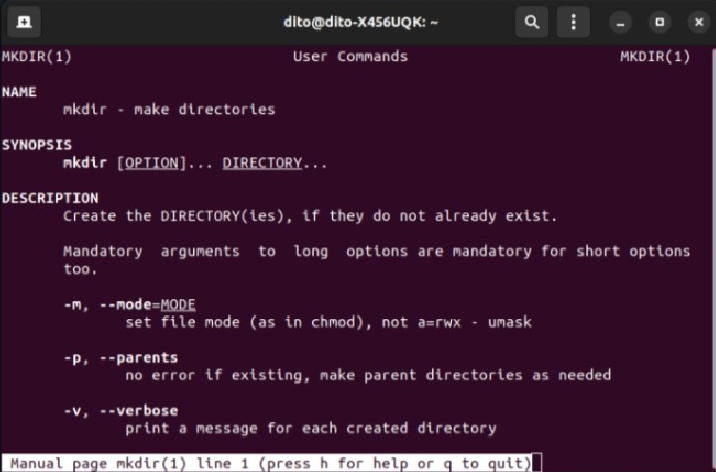 dito@dito-X456UQK: ~
MKDIR(1) User Commands MKDIR(1)
NAME
mkdir - make directories
SYNOPSIS
mkdir [OPTION]... DIRECTORY...
DESCRIPTION
Create the DIRECTORY(ies), if they do not already exist.
Mandatory arguments to long options are mandatory for short options
too.
-m, --mode=MODE
set file mode (as in chmod), not a=rwx - umask
-p, --parents
no error if existing, make parent directories as needed
-v, --verbose
print a message for each created directory
Manual page mkdir(1) line 1 (press h for help or q to quit)